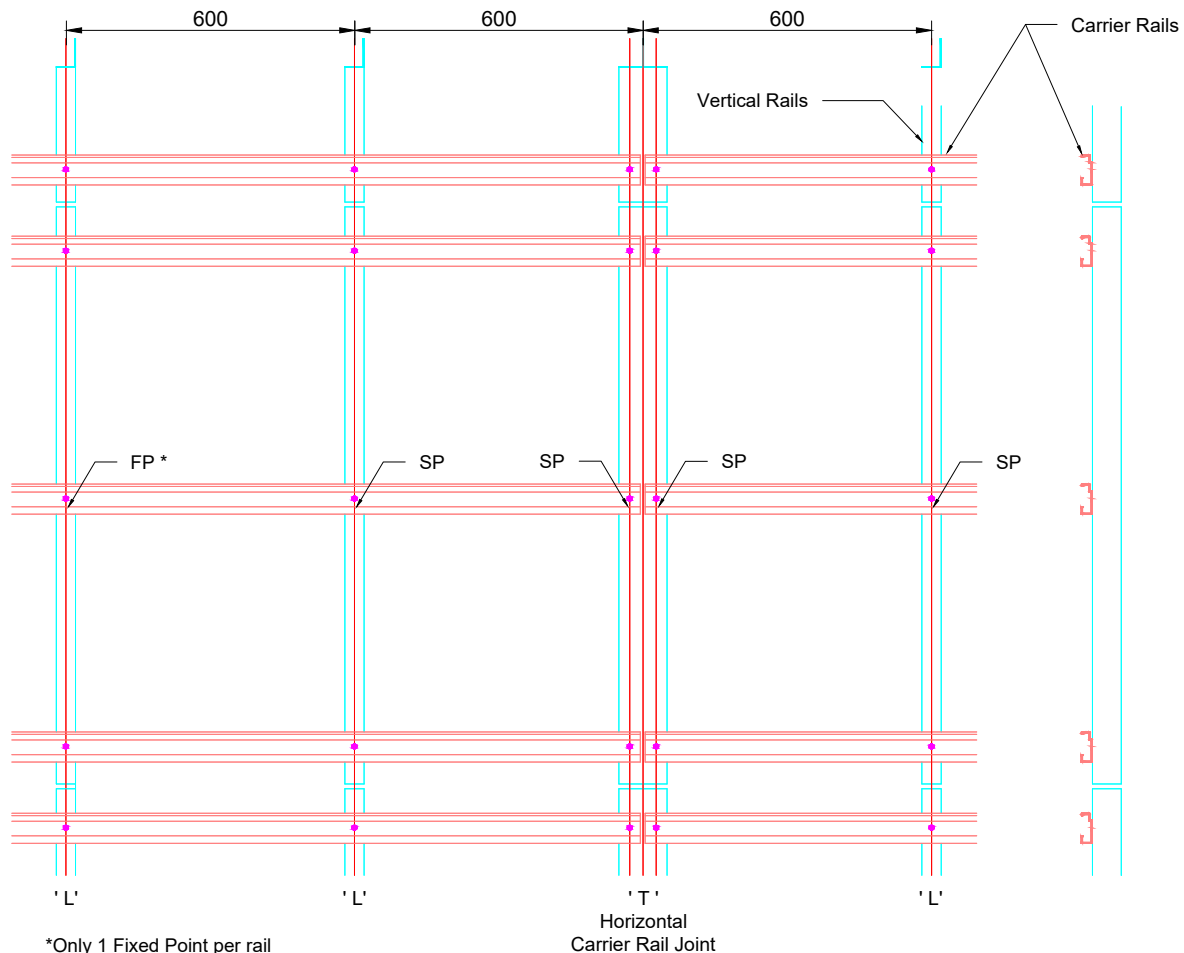 600 600 600
Carrier Rails
Vertical Rails
FP * SP SP SP SP
' L' ' L' ' T ' ' L'
Horizontal
Carrier Rail Joint
*Only 1 Fixed Point per rail